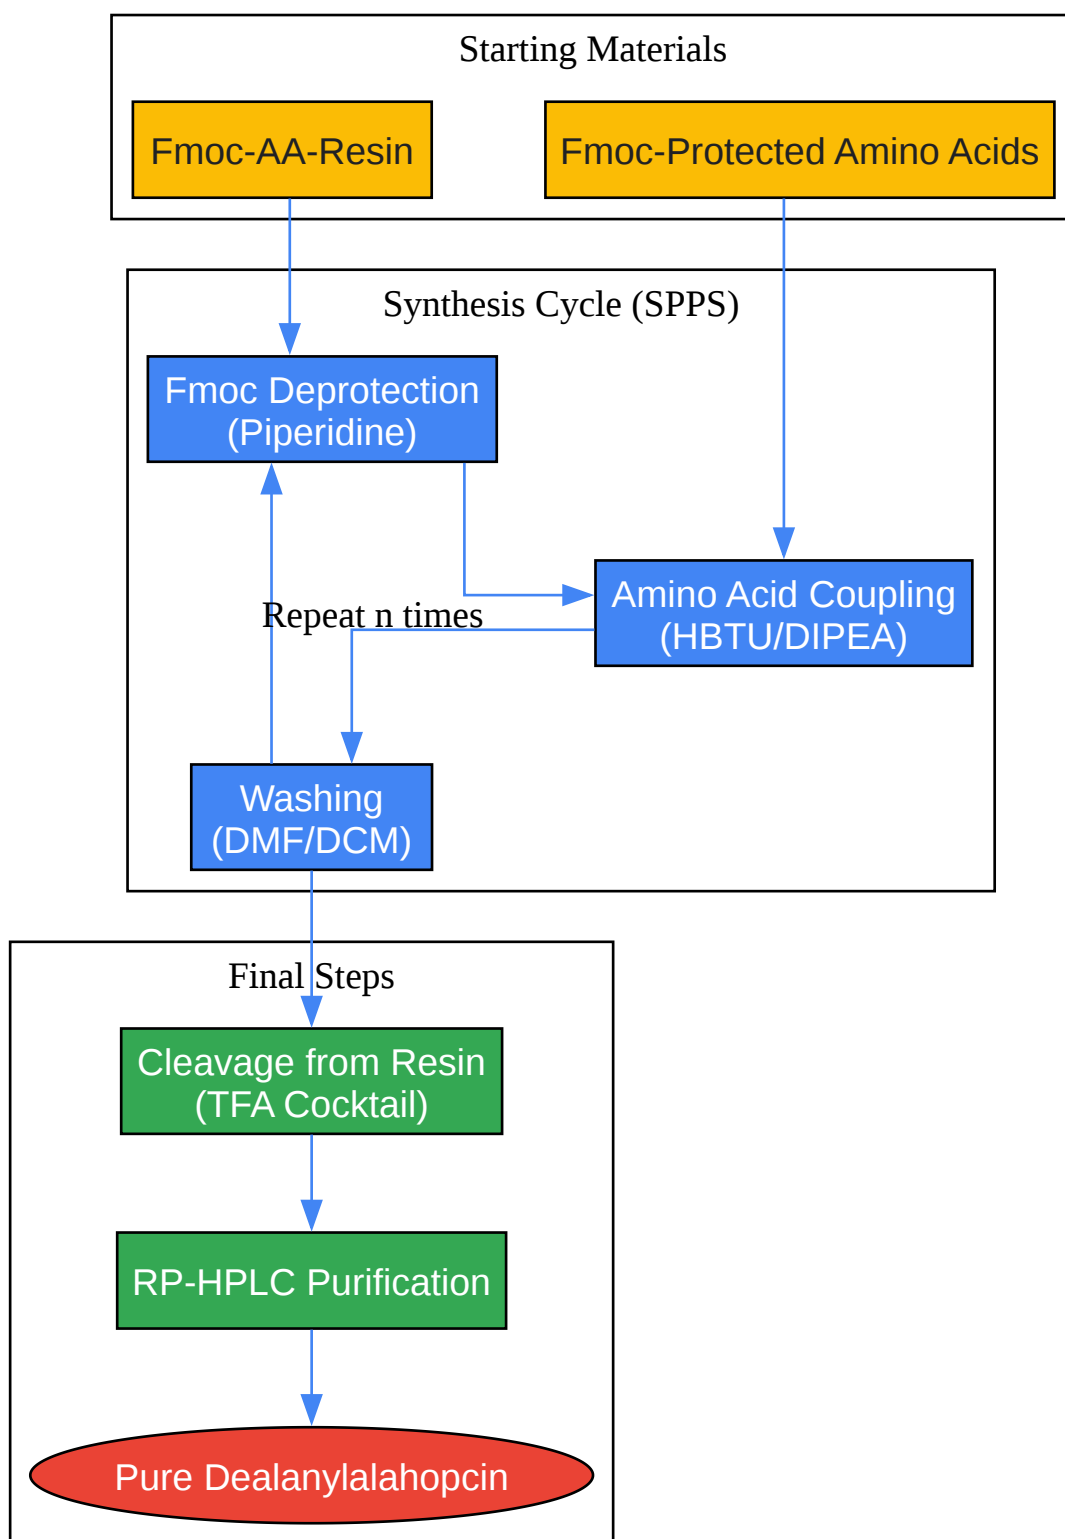 Starting Materials
Fmoc-AA-Resin
Fmoc-Protected Amino Acids
Synthesis Cycle (SPPS)
Fmoc Deprotection
(Piperidine)
Amino Acid Coupling
(HBTU/DIPEA)
Repeat n times
Washing
(DMF/DCM)
Final Steps
Cleavage from Resin
(TFA Cocktail)
RP-HPLC Purification
Pure Dealanylalahopcin